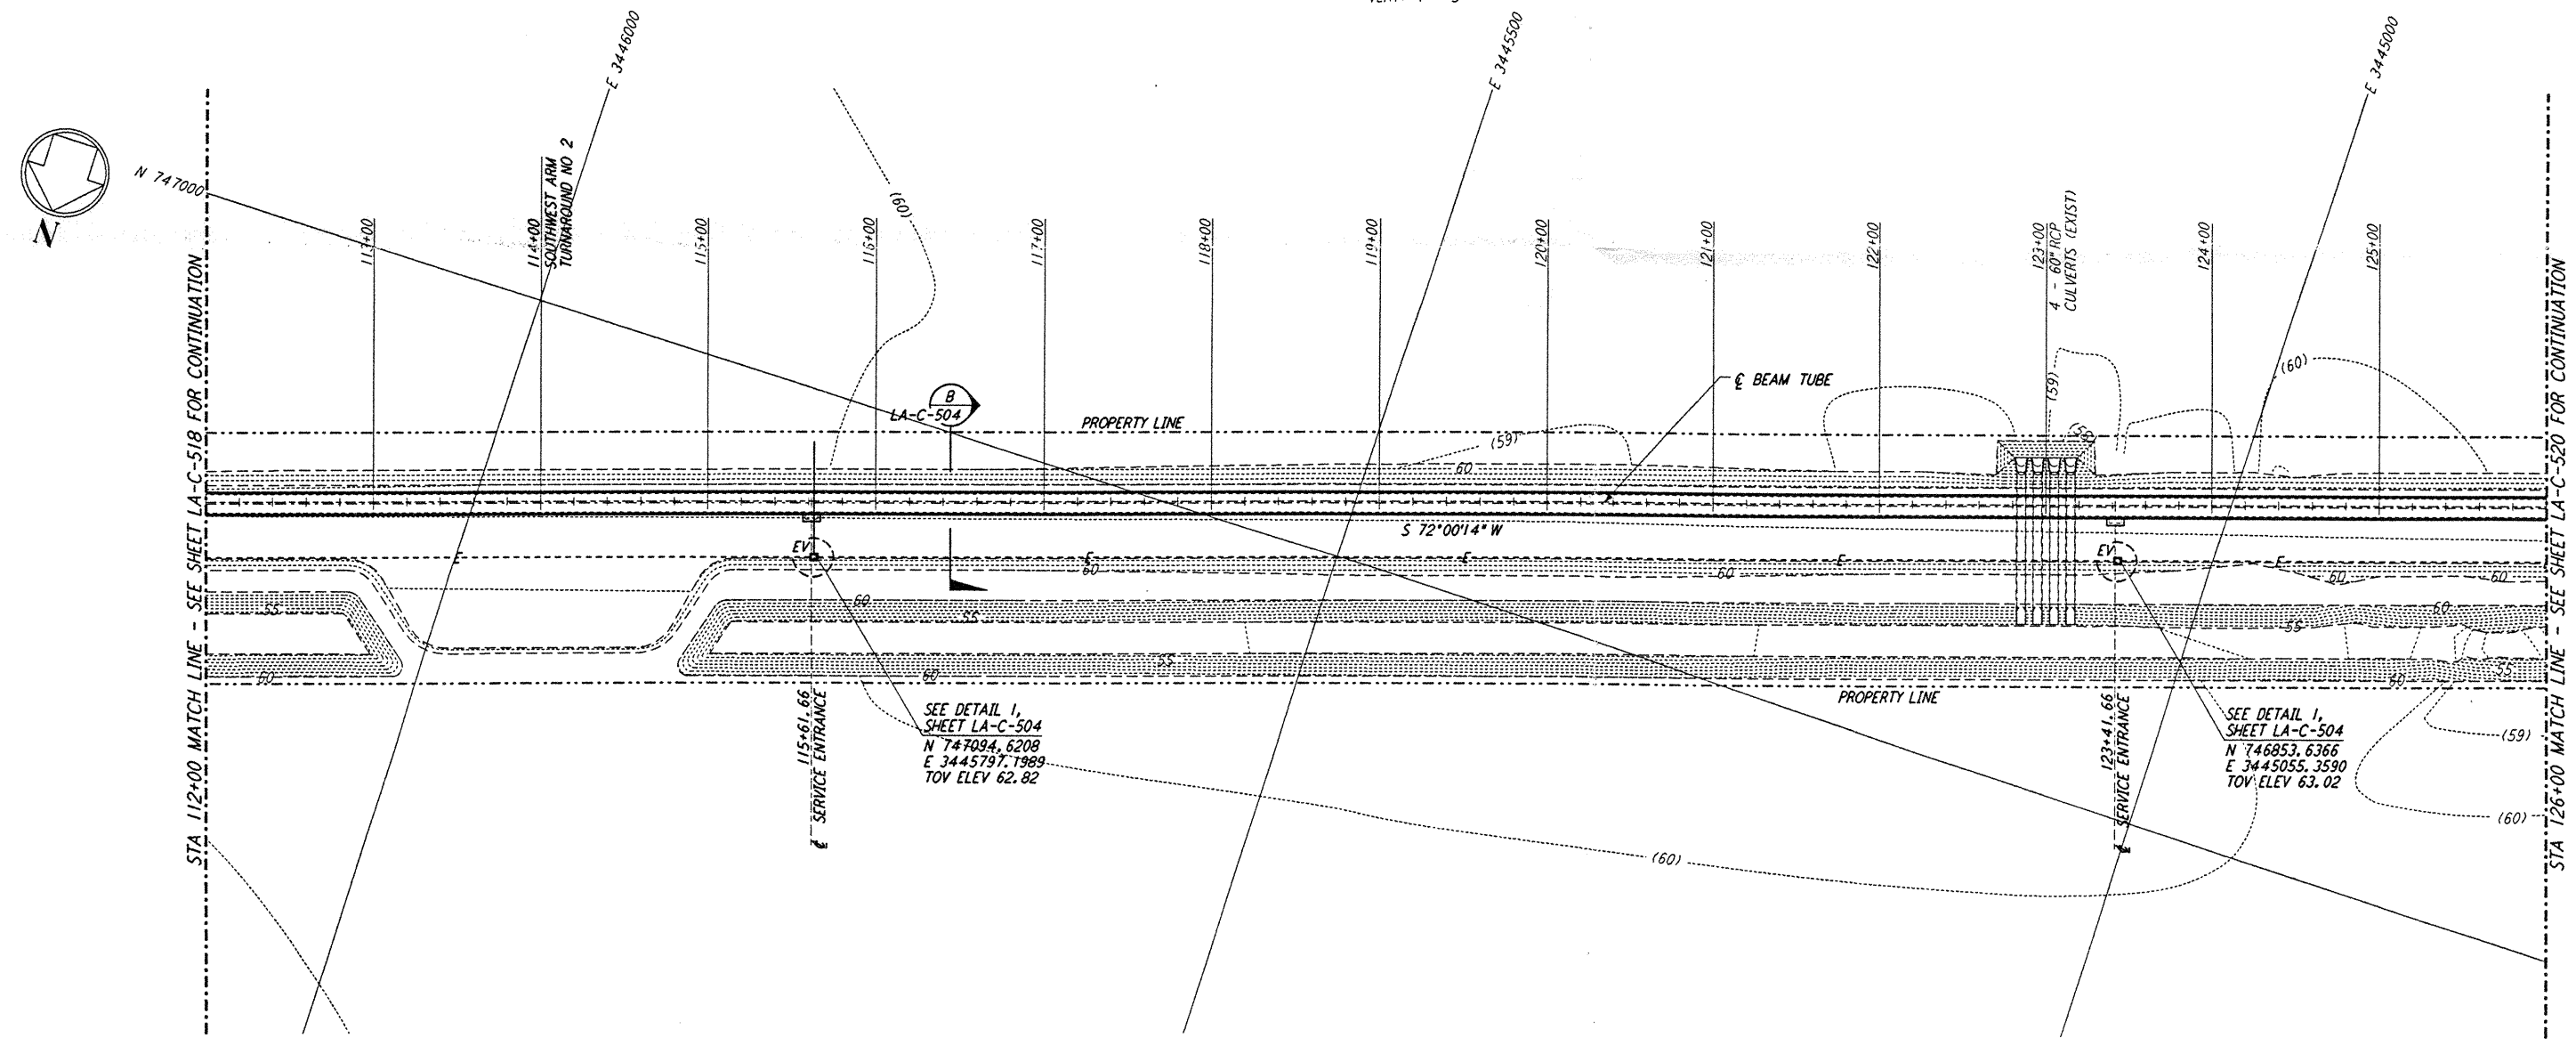 E 3446000
E 3445500
E 3445000
N 747000
N
SOUTHWEST ARM
TURNAROUND NO 2
113+00
114+00
115+00
116+00
117+00
118+00
119+00
120+00
121+00
122+00
123+00
4 - 60" RCP
CULVERTS (EXIST)
124+00
125+00
(60)
(59)
(60)
B
LA-C-504
PROPERTY LINE
℄ BEAM TUBE
(59)
(58)
60
S 72°00'14" W
EV
EV
E
E
E
E
E
60
60
60
60
55
60
55
60
55
60
55
60
60
55
60
PROPERTY LINE
STA 112+00 MATCH LINE - SEE SHEET LA-C-518 FOR CONTINUATION
STA 126+00 MATCH LINE - SEE SHEET LA-C-520 FOR CONTINUATION
115+61.66
℄ SERVICE ENTRANCE
SEE DETAIL 1,
SHEET LA-C-504
N 747094.6208
E 3445797.1989
TOV ELEV 62.82
123+41.66
℄ SERVICE ENTRANCE
SEE DETAIL 1,
SHEET LA-C-504
N 746853.6366
E 3445055.3590
TOV ELEV 63.02
(59)
(60)
(60)